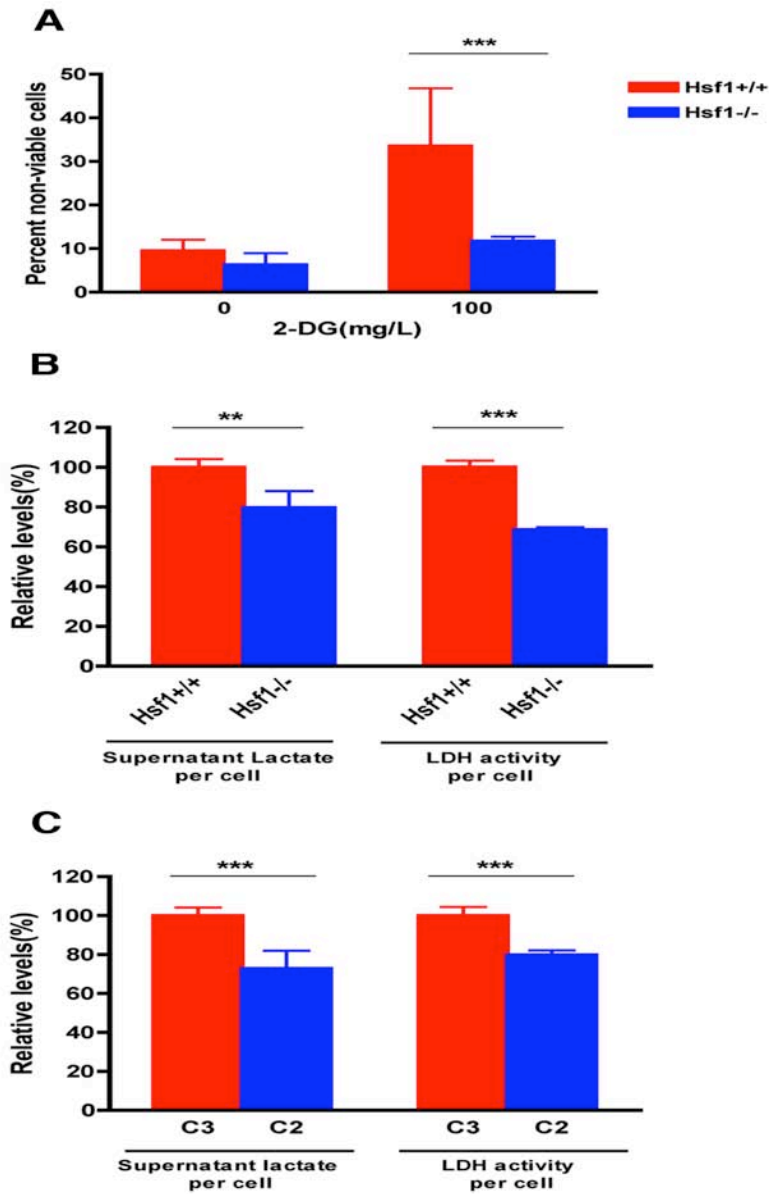 A
***
50
40
30
20
10
0
Percent non-viable cells
0
100
2-DG(mg/L)
Hsf1+/+
Hsf1-/-
B
**
***
120
100
80
60
40
20
0
Relative levels(%)
Hsf1+/+
Hsf1-/-
Hsf1+/+
Hsf1-/-
Supernatant Lactate
per cell
LDH activity
per cell
C
***
***
120
100
80
60
40
20
0
Relative levels(%)
C3
C2
C3
C2
Supernatant lactate
per cell
LDH activity
per cell